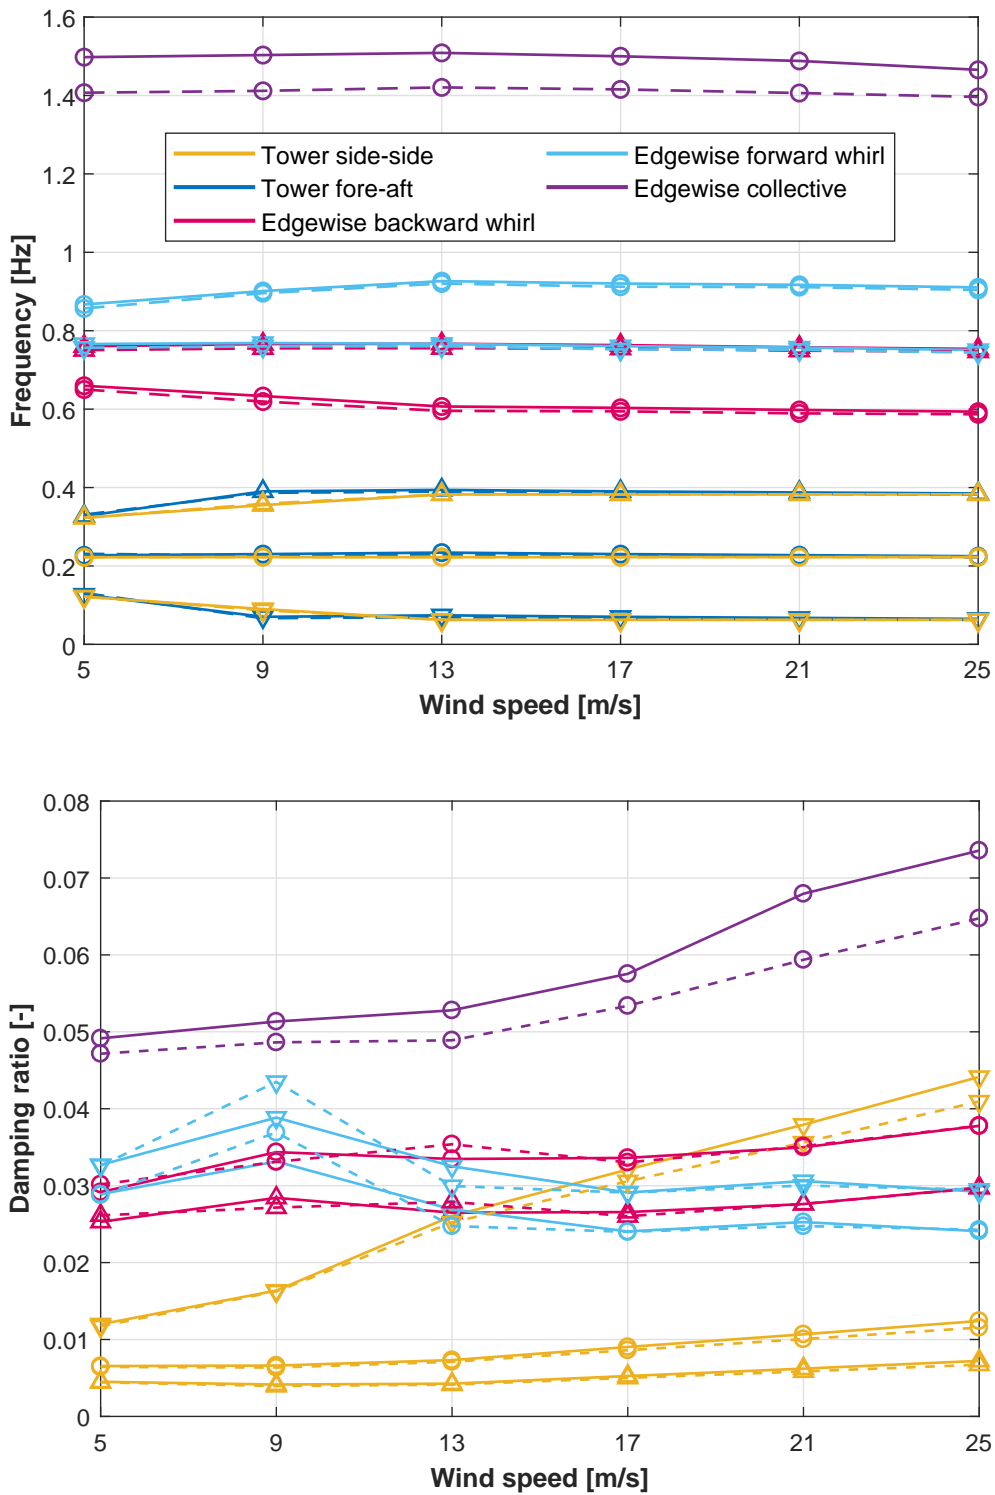 1.6
1.4
1.2
1
0.8
0.6
0.4
0.2
0
Frequency [Hz]
Tower side-side
Tower fore-aft
Edgewise backward whirl
Edgewise forward whirl
Edgewise collective
5 9 13 17 21 25
Wind speed [m/s]
0.08
0.07
0.06
0.05
0.04
0.03
0.02
0.01
0
Damping ratio [-]
5 9 13 17 21 25
Wind speed [m/s]